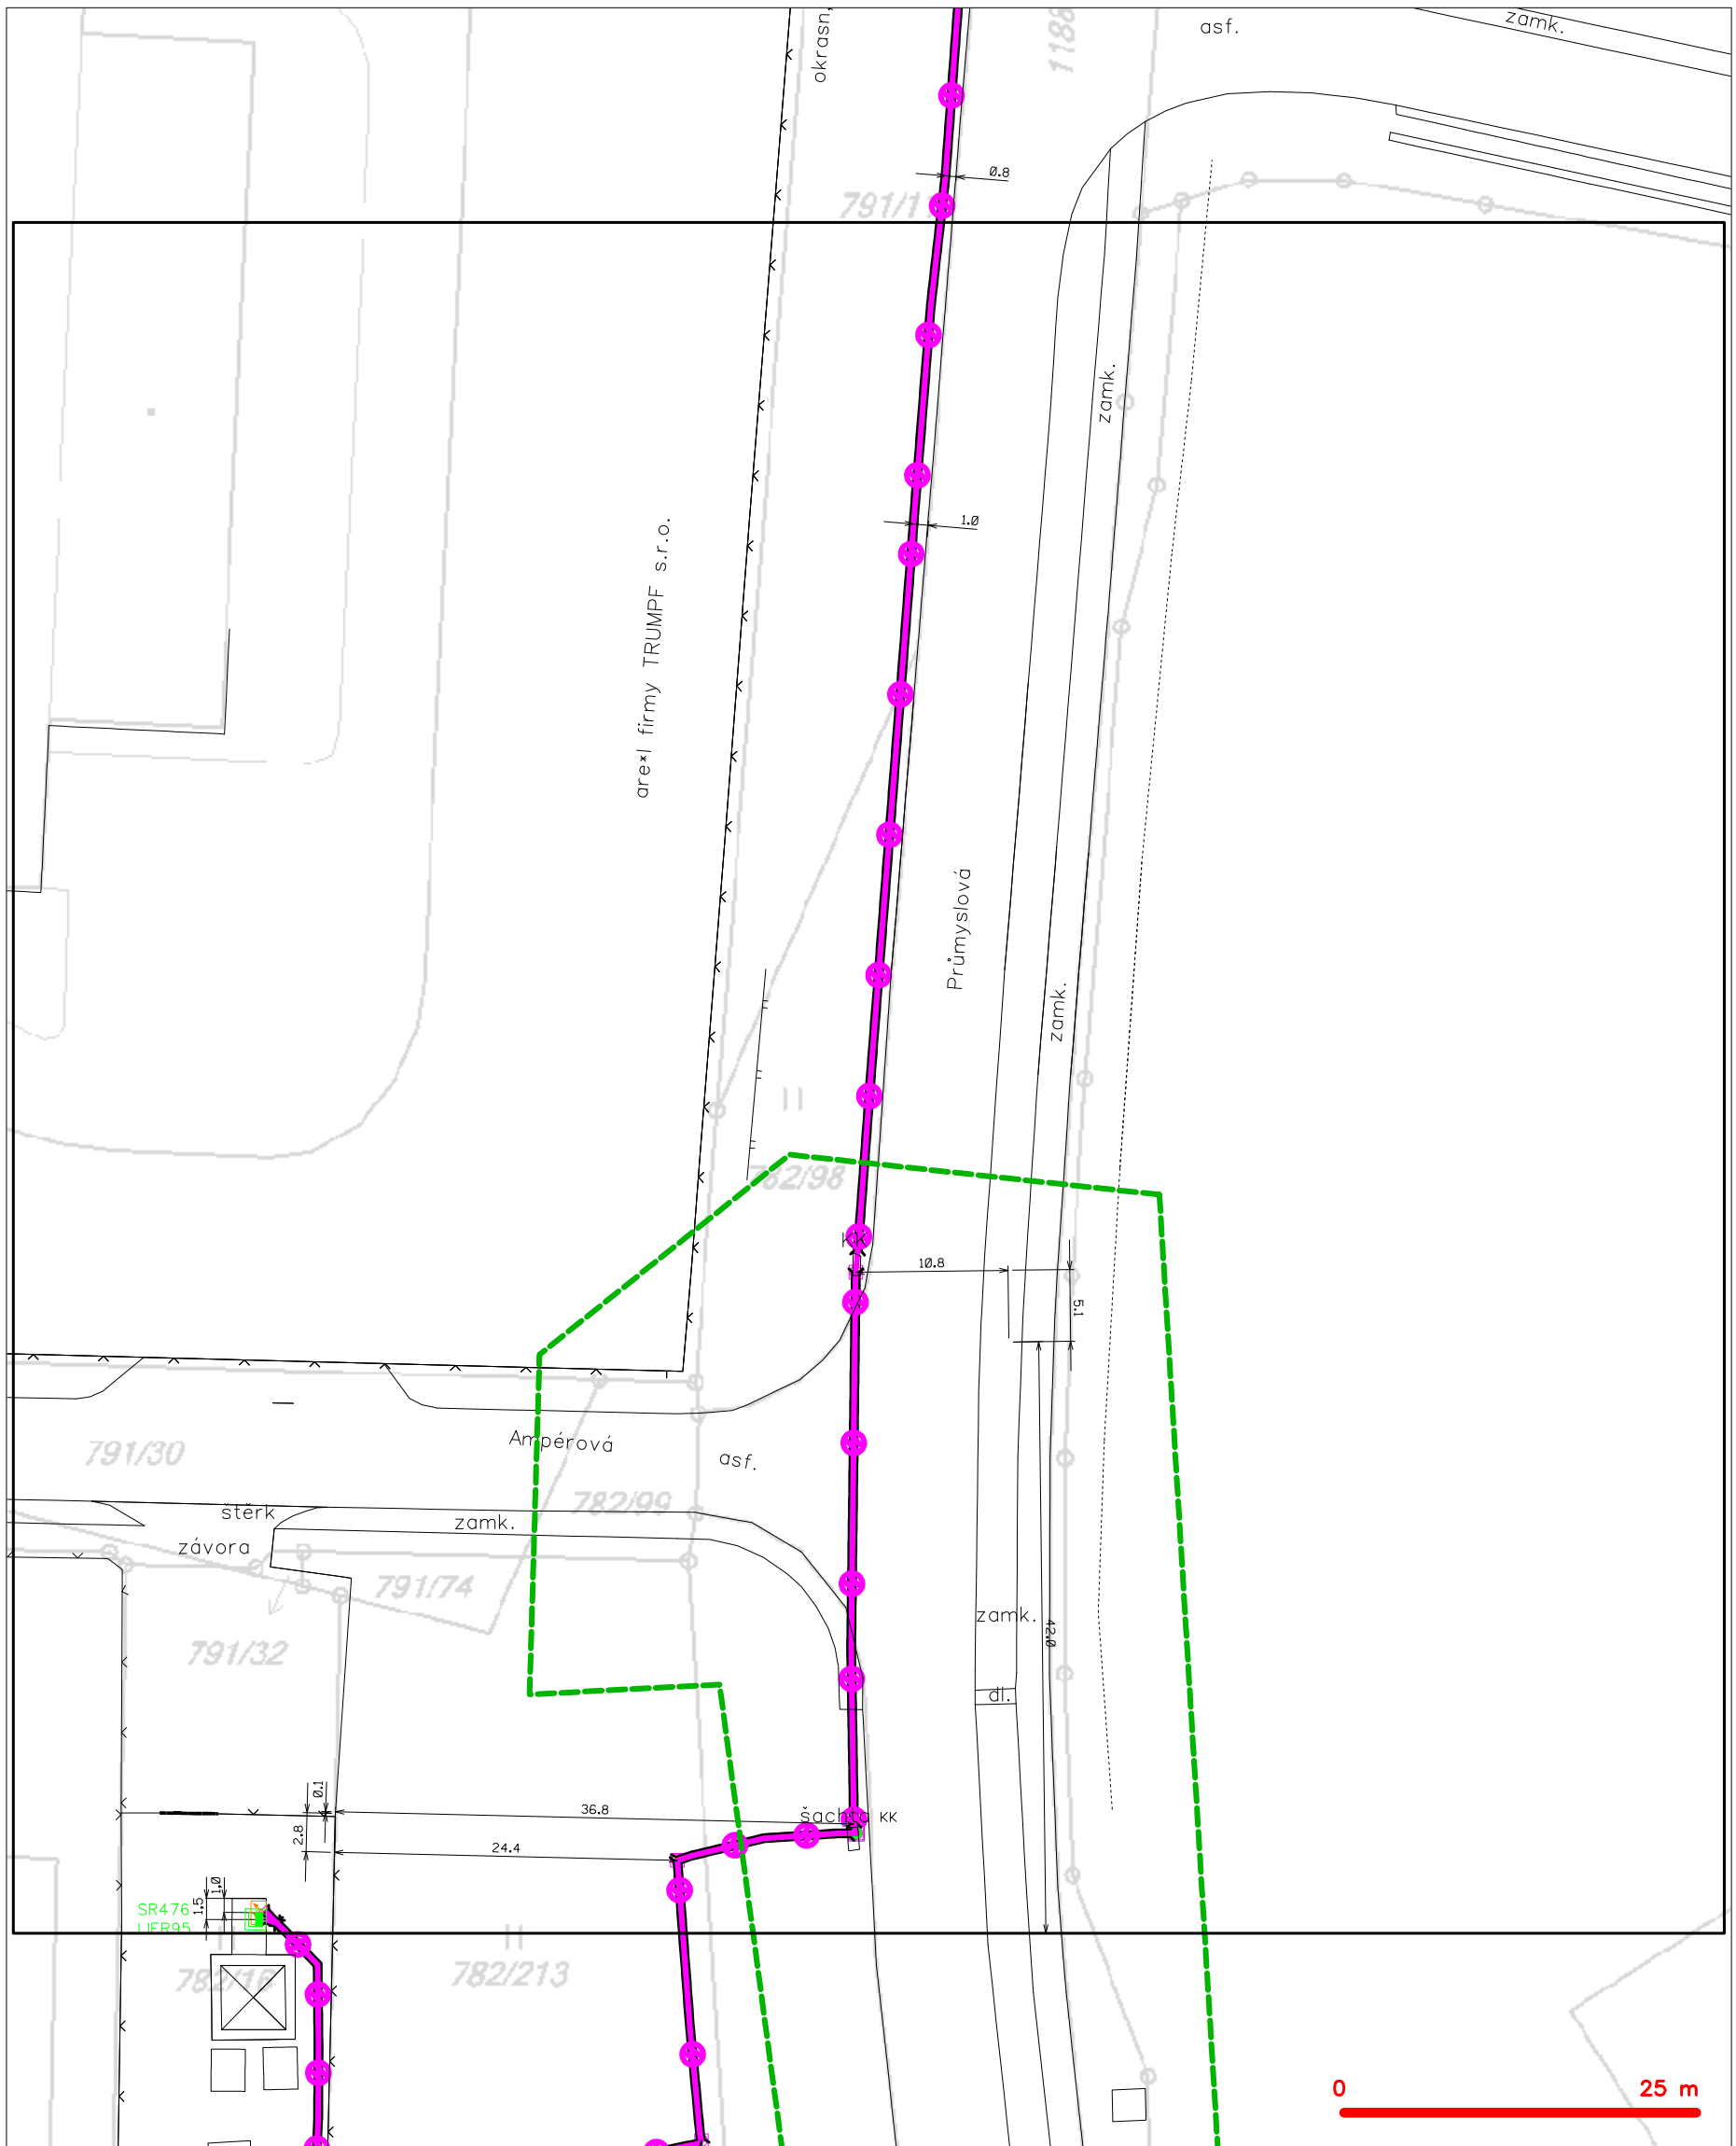 okrasn,
1188
asf.
zamk.
0.8
791/1
zamk.
1.0
areál firmy TRUMPF s.r.o.
Průmyslová
zamk.
782/98
KK
10.8
5.1
Ampérová
asf.
791/30
782/99
štěrk
zamk.
závora
791/74
791/32
zamk.
42.0
dl.
0.1
36.8
šachta KK
2.8
24.4
1.0
1.5
SR476
UER95
782/16
782/213
0
25 m